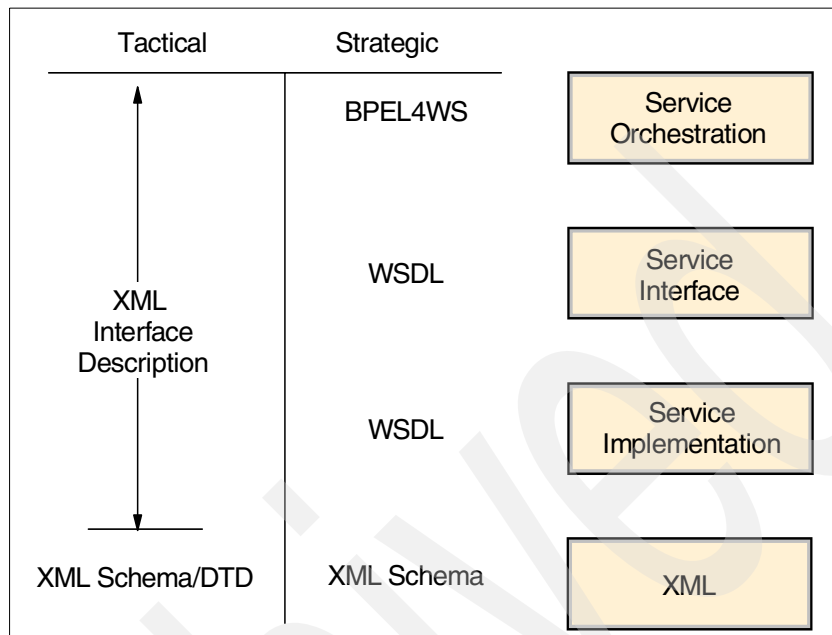 Tactical Strategic
BPEL4WS
Service
Orchestration
WSDL
Service
Interface
XML
Interface
Description
WSDL
Service
Implementation
XML Schema/DTD
XML Schema
XML